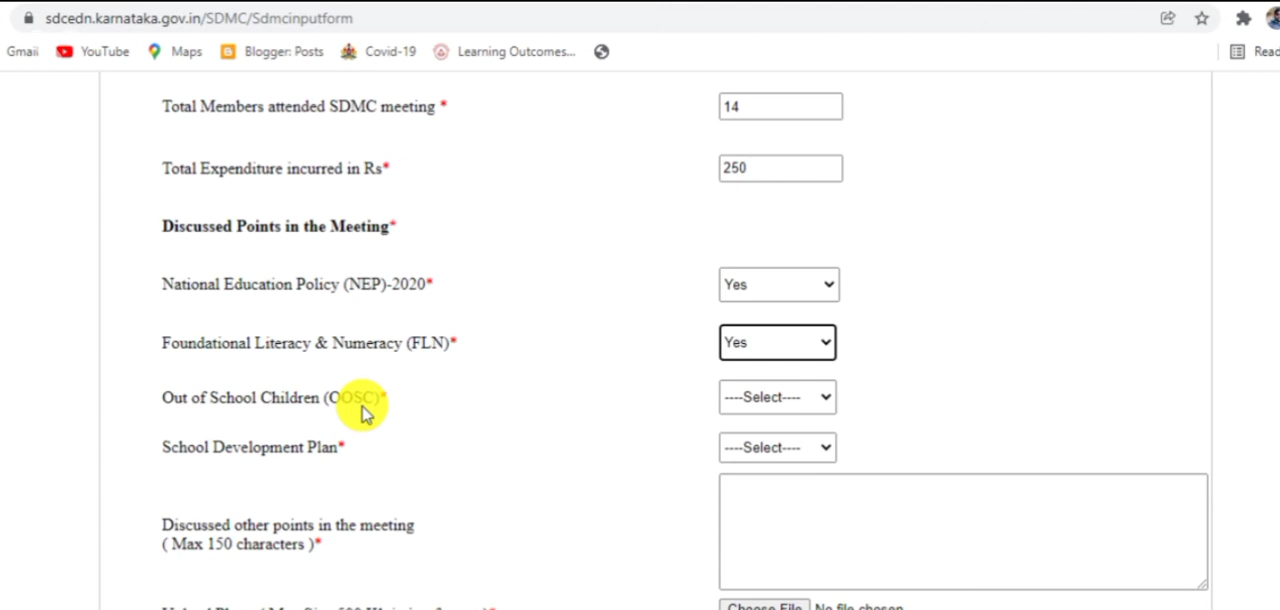 sdcedn.karnataka.gov.in/SDMC/Sdmcinputform
Gmail YouTube Maps Blogger: Posts Covid-19 Learning Outcomes... Read
Total Members attended SDMC meeting * 14
Total Expenditure incurred in Rs* 250
Discussed Points in the Meeting*
National Education Policy (NEP)-2020* Yes
Foundational Literacy & Numeracy (FLN)* Yes
Out of School Children (OOSC)* ----Select----
School Development Plan* ----Select----
Discussed other points in the meeting
( Max 150 characters )*
Choose File No file chosen